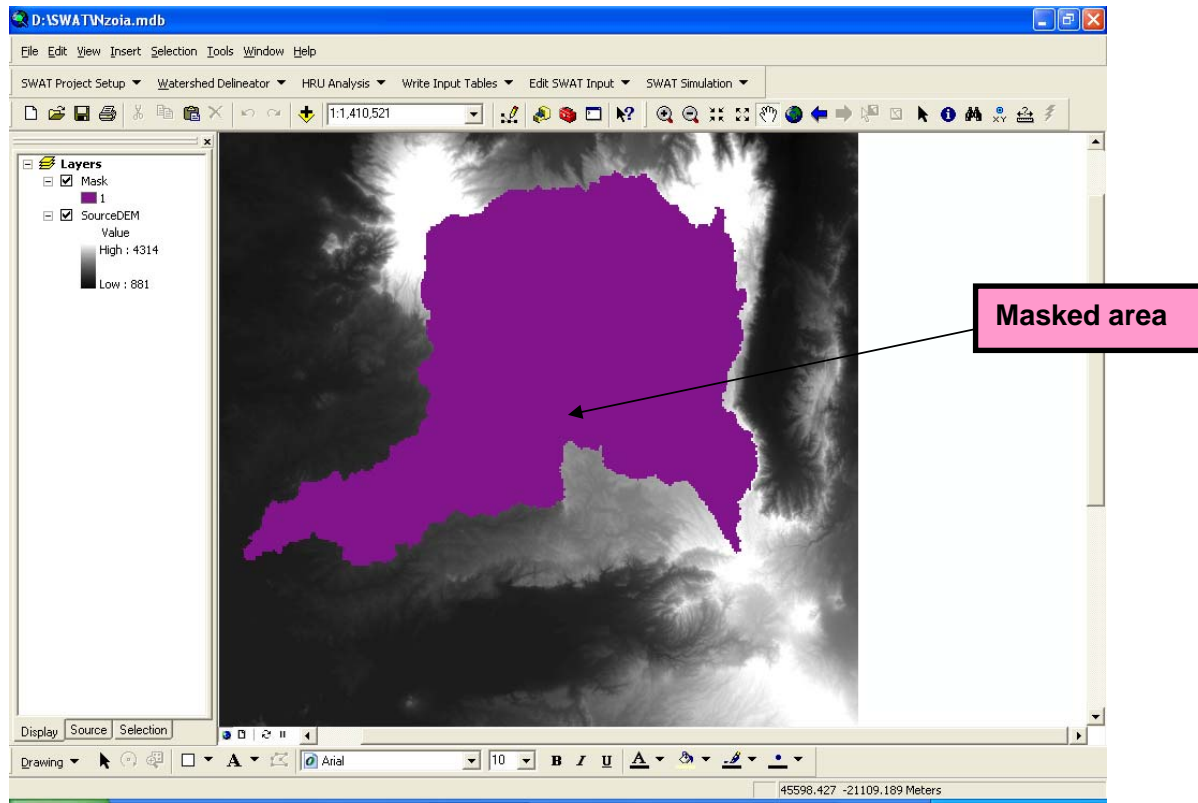 D:\SWAT\Nzoia.mdb
File Edit View Insert Selection Tools Window Help
SWAT Project Setup Watershed Delineator HRU Analysis Write Input Tables Edit SWAT Input SWAT Simulation
1:1,410,521
Layers
Mask
1
SourceDEM
Value
High : 4314
Low : 881
Masked area
Display Source Selection
Drawing A Arial 10 B I U A
45598.427 -21109.189 Meters